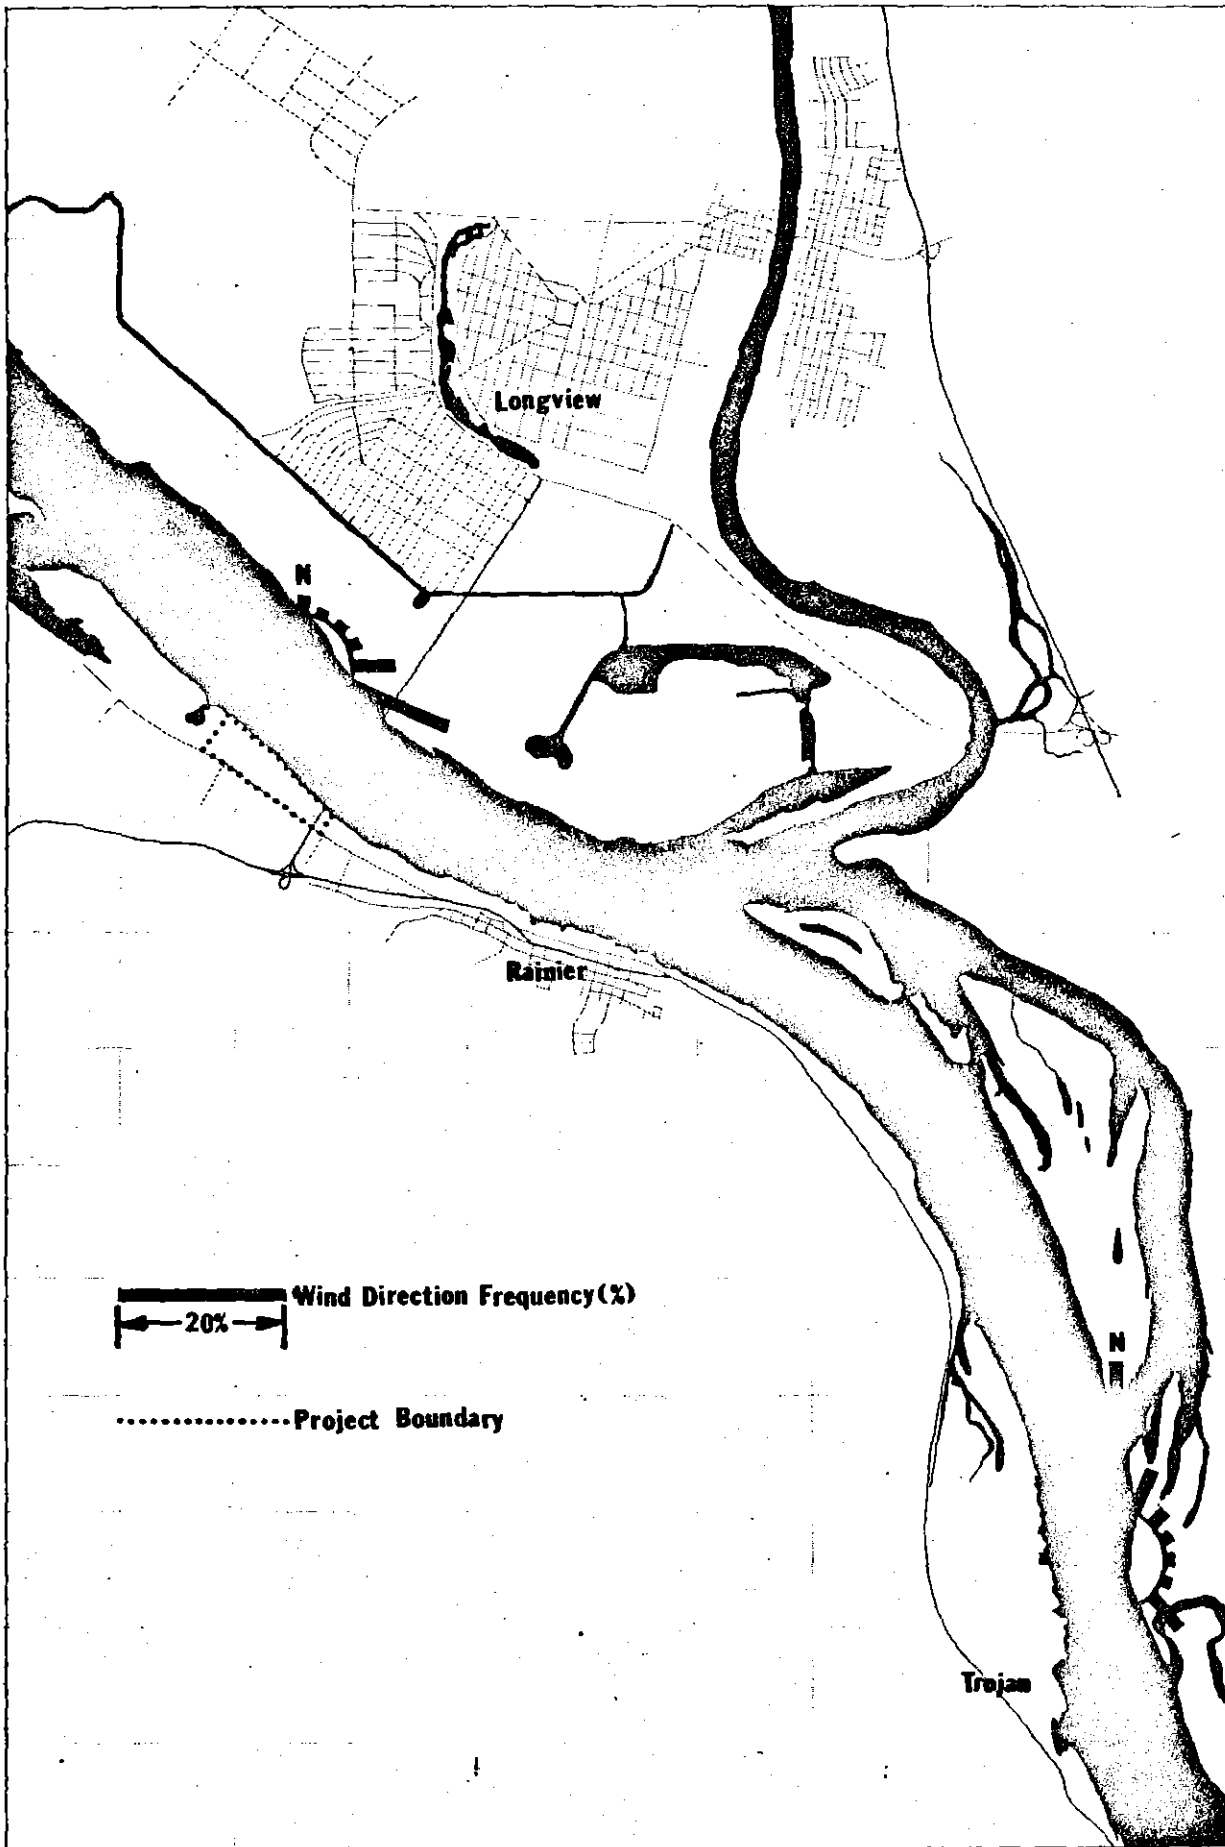 Longview
N
Rainier
Wind Direction Frequency(%)
20%
N
Project Boundary
Trojan